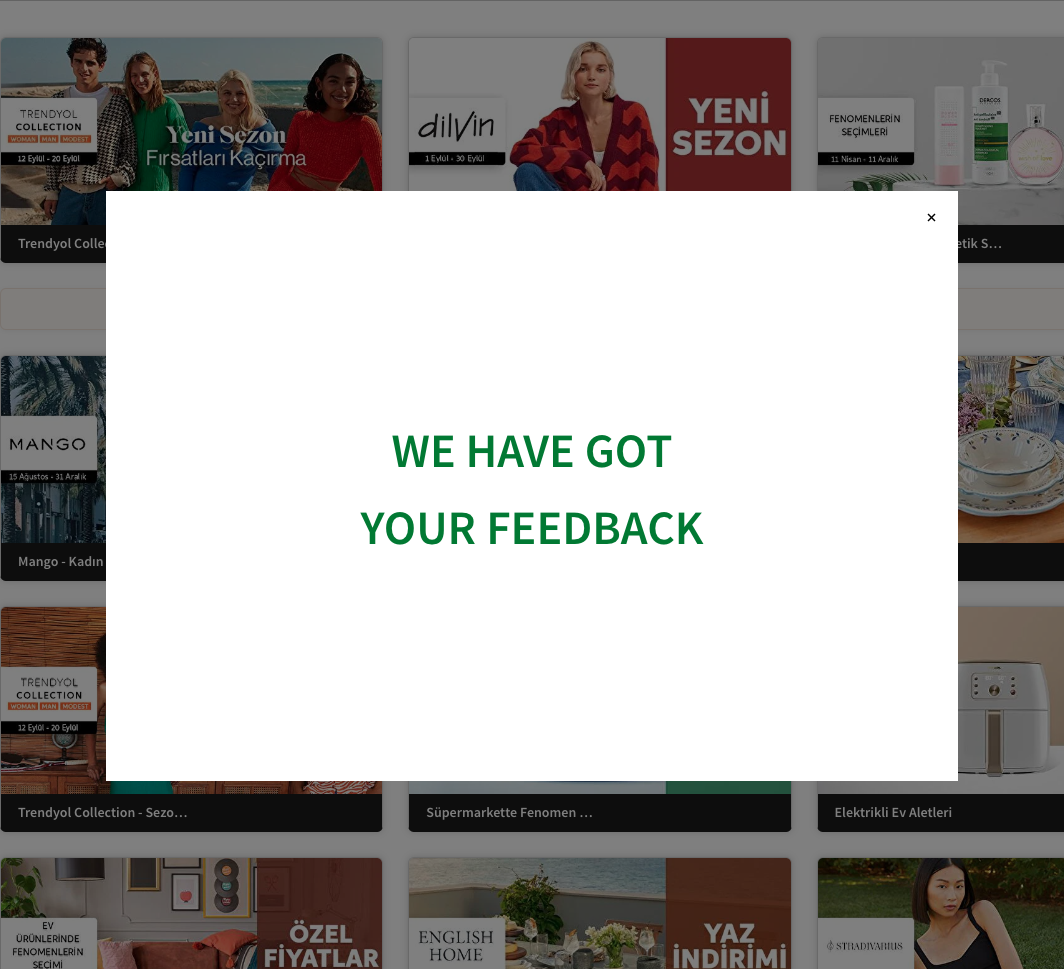 TRENDYOL
COLLECTION
WOMAN | MAN | MODEST
12 Eylül - 20 Eylül
Yeni Sezon
Fırsatları Kaçırma
dilvin
1 Eylül - 30 Eylül
YENİ
SEZON
FENOMENLERİN
SEÇİMLERİ
11 Nisan - 11 Aralık
DERCOS
Trendyol Colle
etik S...
×
WE HAVE GOT
YOUR FEEDBACK
MANGO
15 Ağustos - 31 Aralık
Mango - Kadın
TRENDYOL
COLLECTION
WOMAN | MAN | MODEST
12 Eylül - 20 Eylül
Trendyol Collection - Sezo...
Süpermarkette Fenomen ...
Elektrikli Ev Aletleri
EV
ÜRÜNLERİNDE
FENOMENLERİN
SEÇİMİ
ÖZEL
FİYATLAR
ENGLISH
HOME
YAZ
İNDİRİMİ
STRADIVARIUS